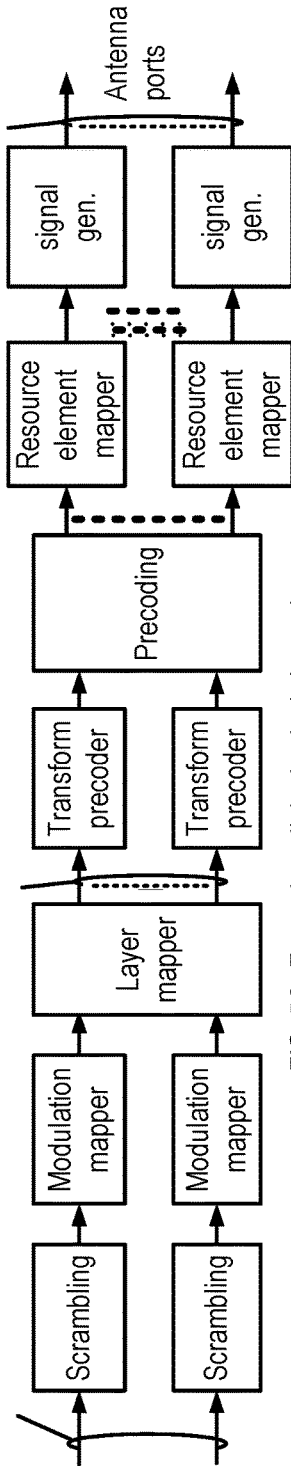 Scrambling
Modulation
mapper
Scrambling
Modulation
mapper
Layer
mapper
Transform
precoder
Transform
precoder
Precoding
Resource
element
mapper
Resource
element
mapper
signal
gen.
signal
gen.
Antenna
ports